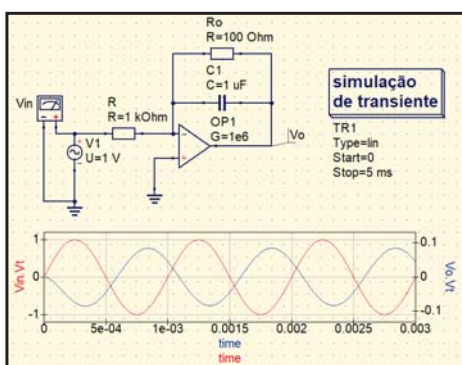 Ro
R=100 Ohm
C1
C=1 uF
Vin
R
R=1 kOhm
OP1
G=1e6
Vo
V1
U=1 V
simulação
de transiente
TR1
Type=lin
Start=0
Stop=5 ms
Vin.Vt
1
0
-1
0.1
0
-0.1
Vo.Vt
0 5e-04 1e-03 0.0015 0.002 0.0025 0.003
time
time